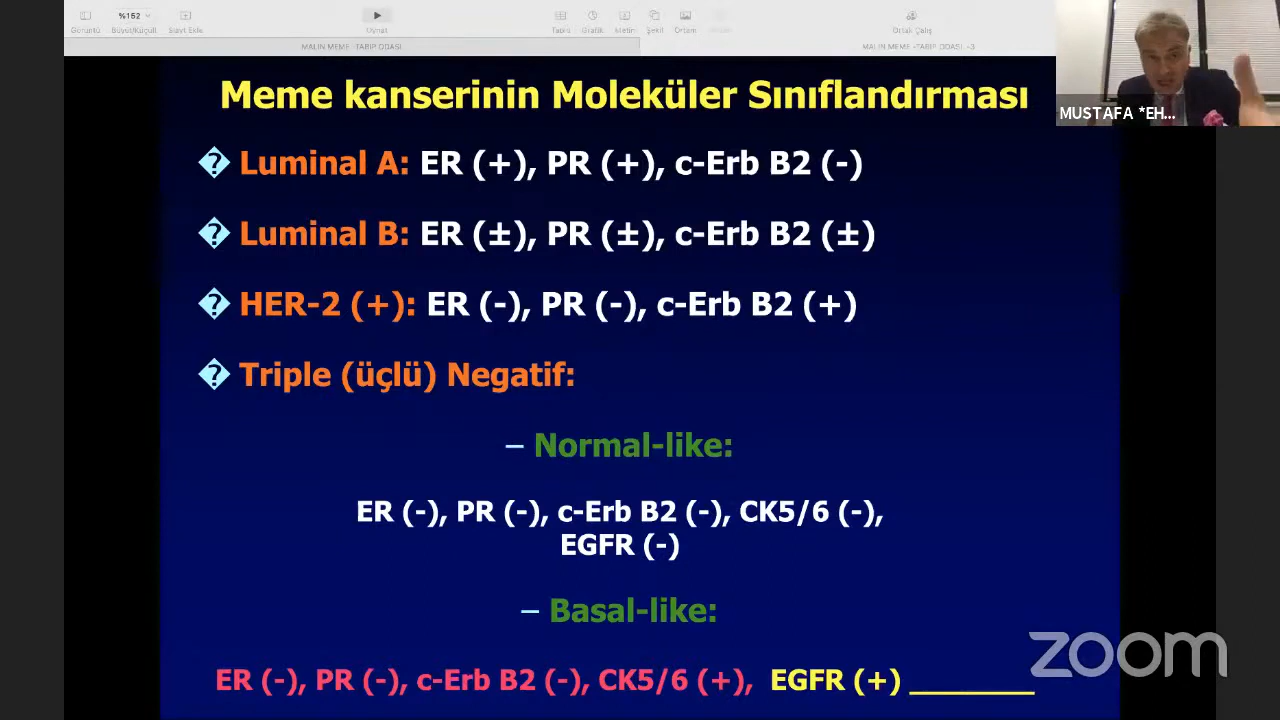 %152
Görüntü
Büyüt/Küçült
Slayt Ekle
Oynat
Tablo
Grafik
Metin
Şekil
Ortam
Ortak Çalış
MALIN MEME -TABIP ODASI
MALIN MEME -TABIP ODASI -3
MUSTAFA *EH...
Meme kanserinin Moleküler Sınıflandırması
Luminal A: ER (+), PR (+), c-Erb B2 (-)
Luminal B: ER (±), PR (±), c-Erb B2 (±)
HER-2 (+): ER (-), PR (-), c-Erb B2 (+)
Triple (üçlü) Negatif:
– Normal-like:
ER (-), PR (-), c-Erb B2 (-), CK5/6 (-),
EGFR (-)
– Basal-like:
ER (-), PR (-), c-Erb B2 (-), CK5/6 (+), EGFR (+) _______
zoom